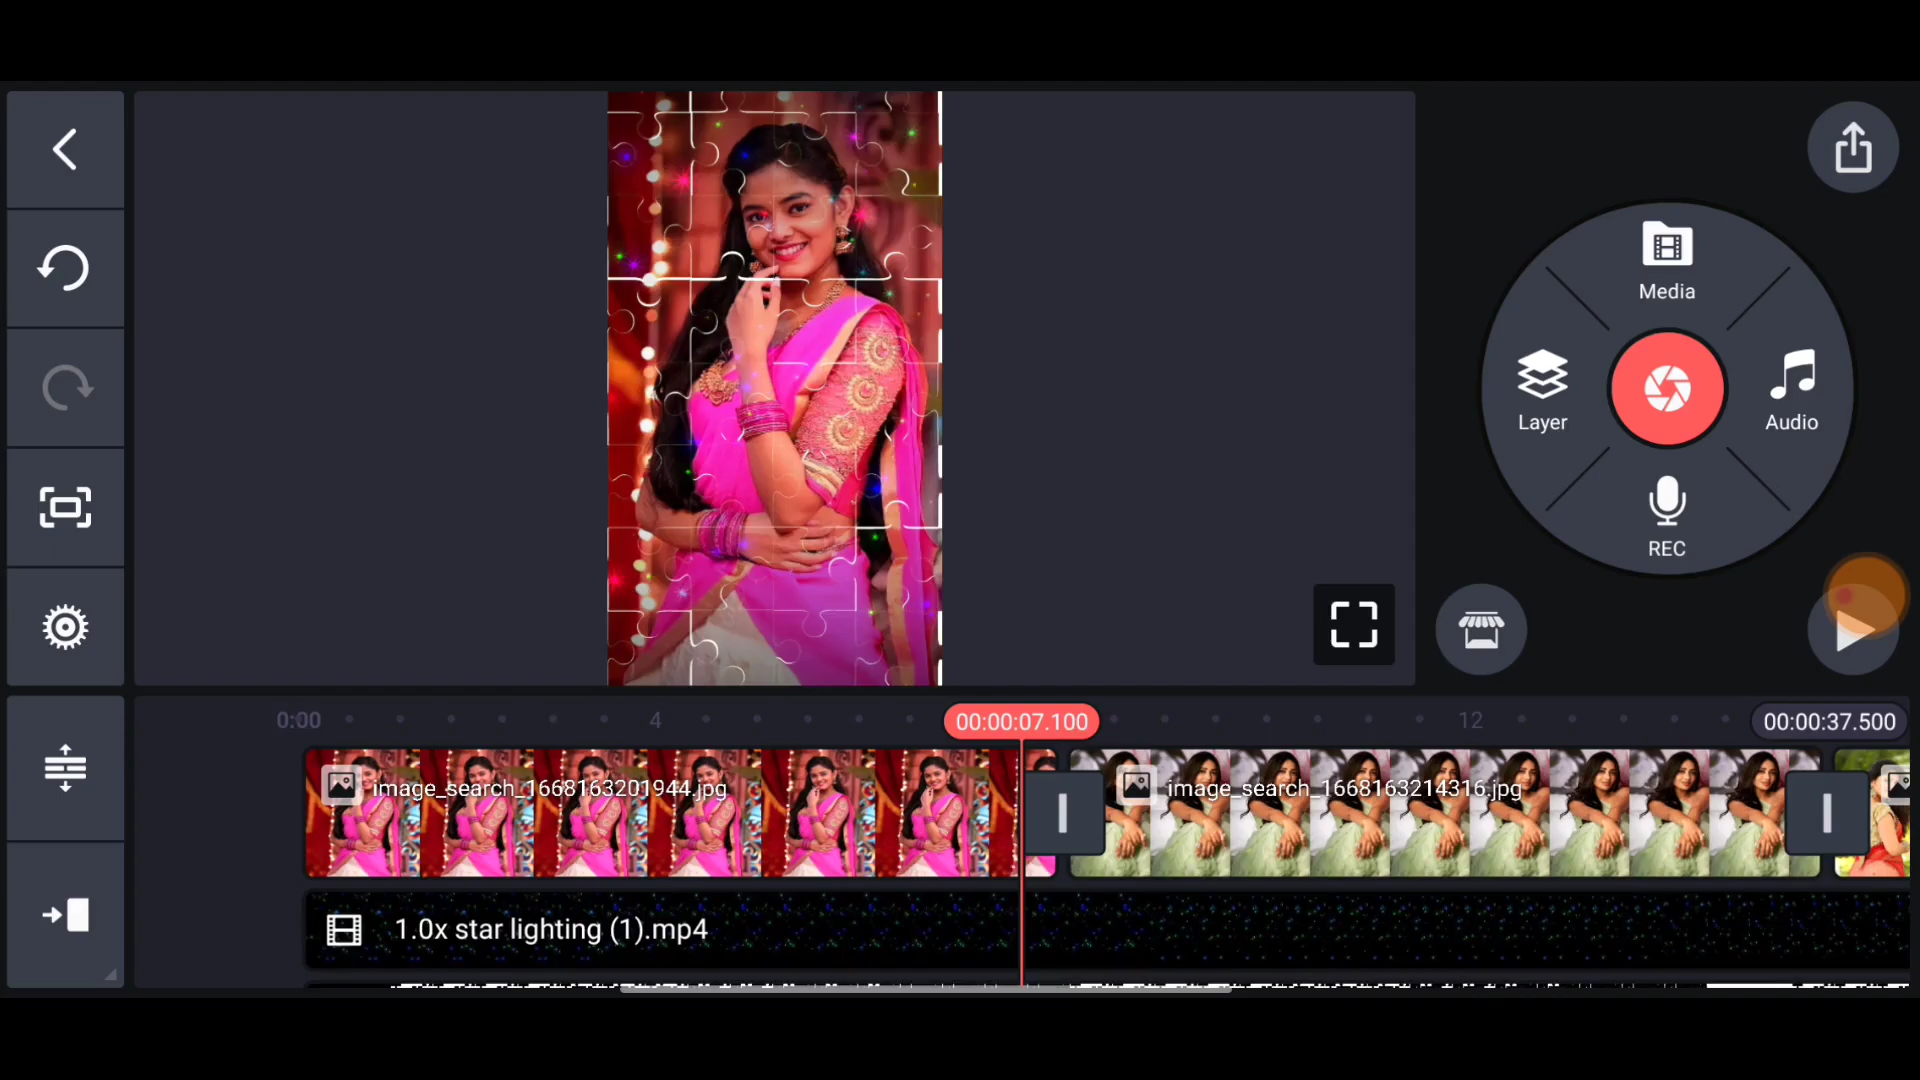 Media
Layer
Audio
REC
0:00
4
00:00:07.100
12
00:00:37.500
image_search_1668163201944.jpg
image_search_1668163214316.jpg
1.0x star lighting (1).mp4